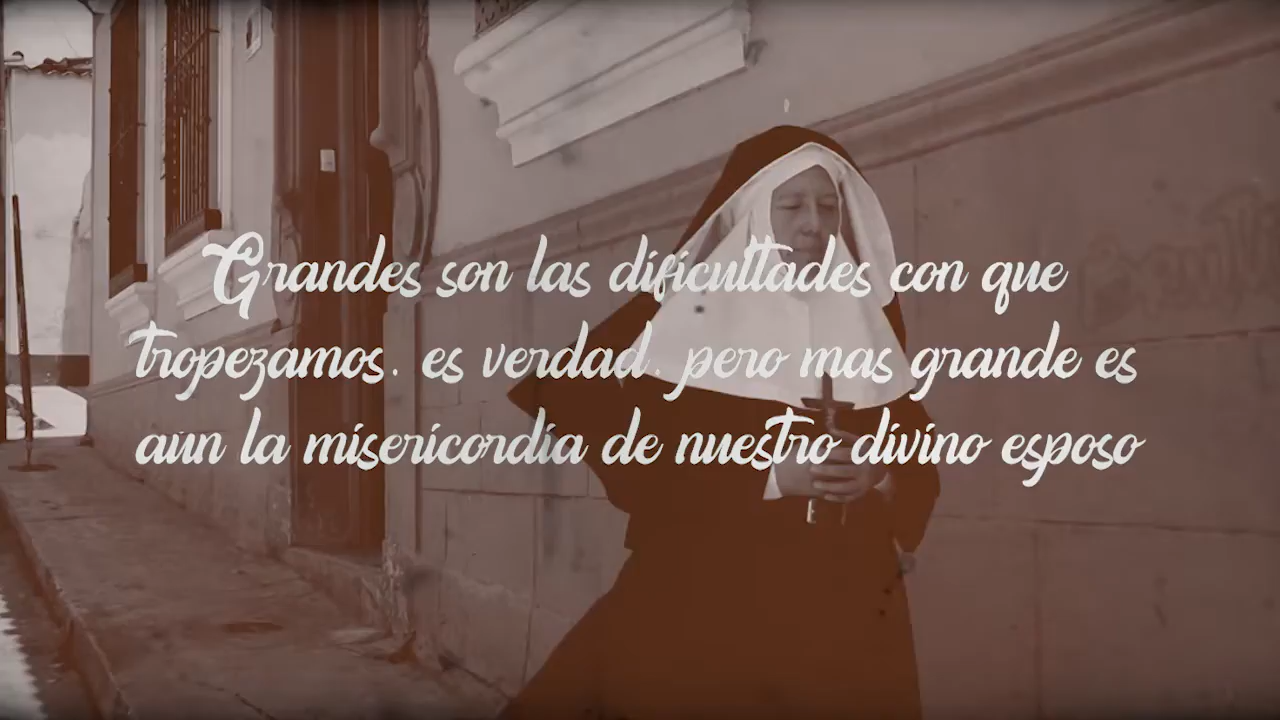 Grandes son las dificultades con que
tropezamos. es verdad. pero mas grande es
aún la misericordia de nuestro divino esposo